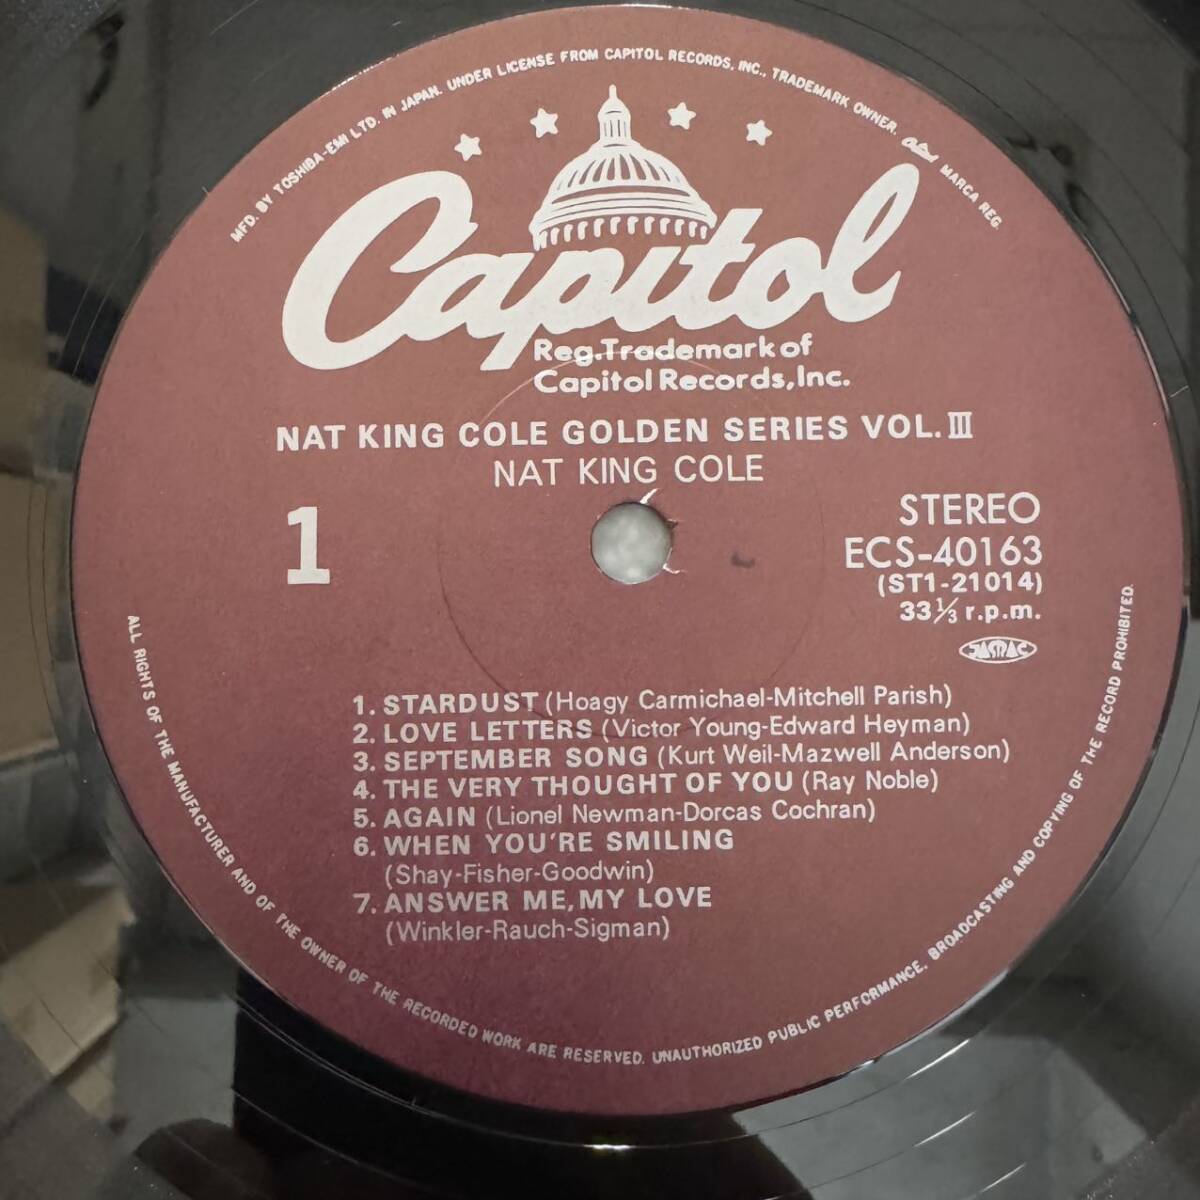 MFD. BY TOSHIBA-EMI LTD. IN JAPAN. UNDER LICENSE FROM CAPITOL RECORDS, INC., TRADEMARK OWNER. Capitol MARCA REG.
Capitol
Reg. Trademark of
Capitol Records, Inc.
NAT KING COLE GOLDEN SERIES VOL. III
NAT KING COLE
1
STEREO
ECS-40163
(ST1-21014)
33⅓ r.p.m.
JASRAC
1. STARDUST (Hoagy Carmichael-Mitchell Parish)
2. LOVE LETTERS (Victor Young-Edward Heyman)
3. SEPTEMBER SONG (Kurt Weil-Mazwell Anderson)
4. THE VERY THOUGHT OF YOU (Ray Noble)
5. AGAIN (Lionel Newman-Dorcas Cochran)
6. WHEN YOU'RE SMILING
(Shay-Fisher-Goodwin)
7. ANSWER ME, MY LOVE
(Winkler-Rauch-Sigman)
ALL RIGHTS OF THE MANUFACTURER AND OF THE OWNER OF THE RECORDED WORK ARE RESERVED. UNAUTHORIZED PUBLIC PERFORMANCE, BROADCASTING AND COPYING OF THE RECORD PROHIBITED.